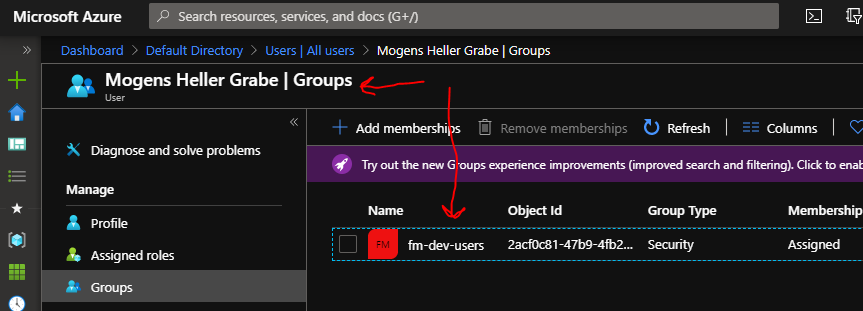 Microsoft Azure
Search resources, services, and docs (G+/)
Dashboard > Default Directory > Users | All users > Mogens Heller Grabe | Groups
Mogens Heller Grabe | Groups
User
Diagnose and solve problems
Manage
Profile
Assigned roles
Groups
Add memberships Remove memberships Refresh Columns
Try out the new Groups experience improvements (improved search and filtering). Click to enab
Name Object Id Group Type Membership
FM fm-dev-users 2acf0c81-47b9-4fb2... Security Assigned